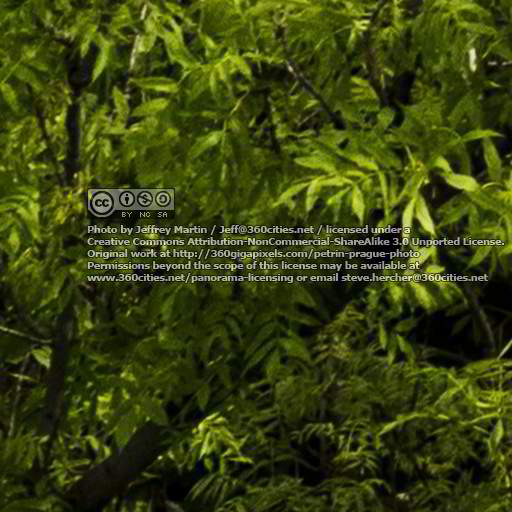 cc
BY NC SA
Photo by Jeffrey Martin / Jeff@360cities.net / licensed under a
Creative Commons Attribution-NonCommercial-ShareAlike 3.0 Unported License.
Original work at http://360gigapixels.com/petrin-prague-photo
Permissions beyond the scope of this license may be available at
www.360cities.net/panorama-licensing or email steve.hercher@360cities.net